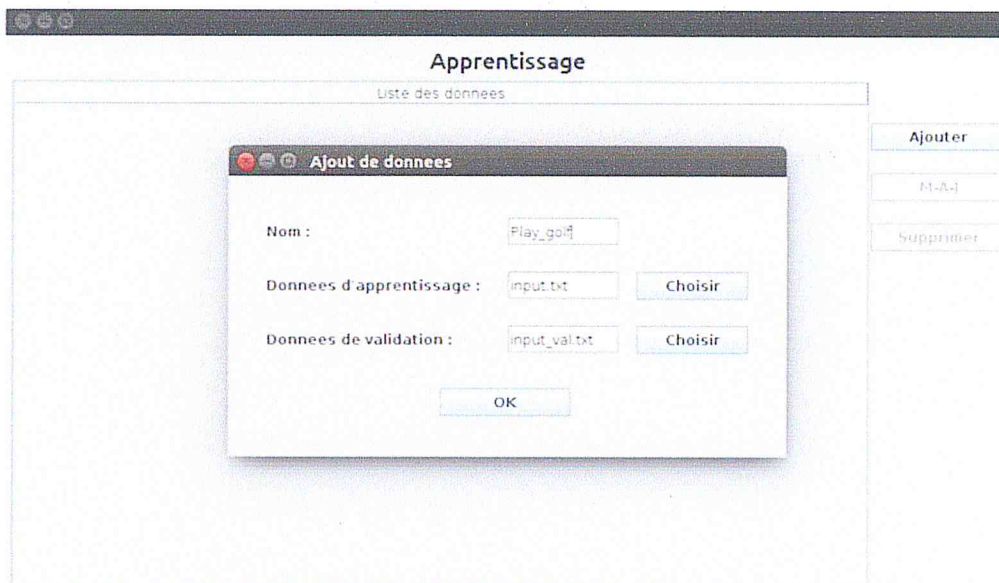 Apprentissage
Liste des donnees
Ajouter
M-A-J
Supprimer
Ajout de donnees
Nom :
Play_golf
Donnees d'apprentissage :
input.txt
Choisir
Donnees de validation :
input_val.txt
Choisir
OK